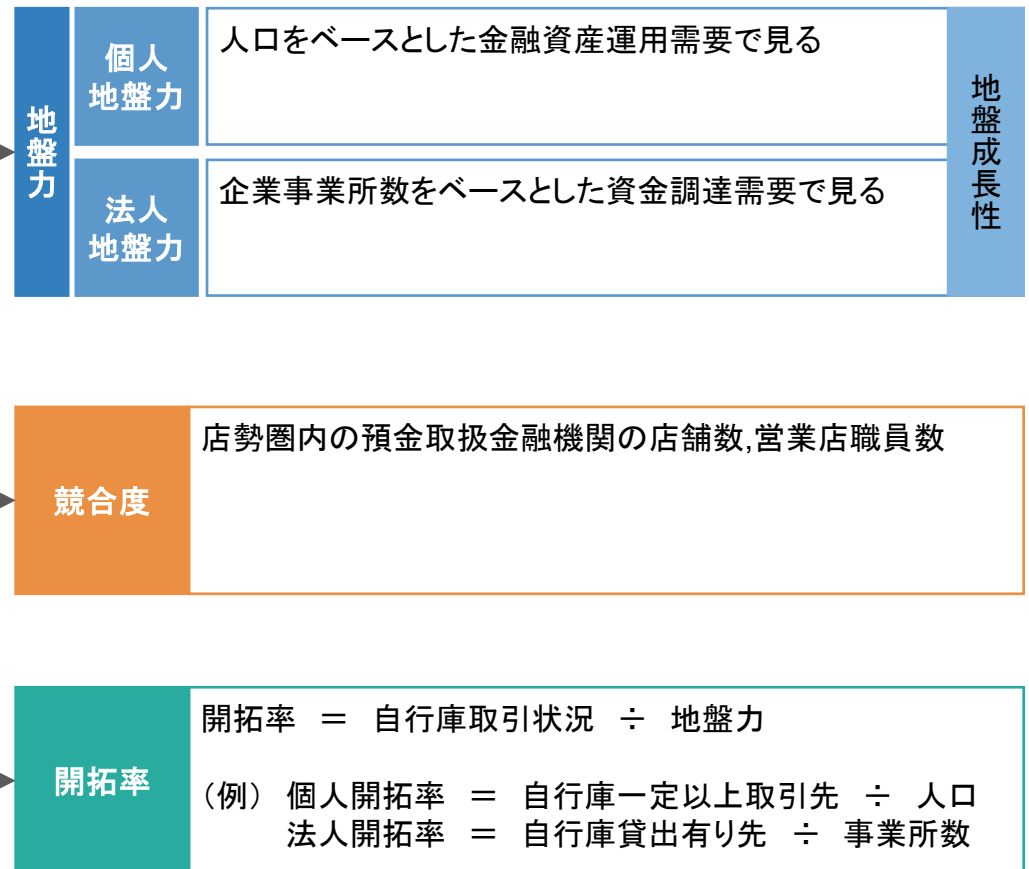 地盤力
個人
地盤力
人口をベースとした金融資産運用需要で見る
法人
地盤力
企業事業所数をベースとした資金調達需要で見る
地盤成長性
競合度
店勢圏内の預金取扱金融機関の店舗数,営業店職員数
開拓率
開拓率 ＝ 自行庫取引状況 ÷ 地盤力
（例） 個人開拓率 ＝ 自行庫一定以上取引先 ÷ 人口
法人開拓率 ＝ 自行庫貸出有り先 ÷ 事業所数